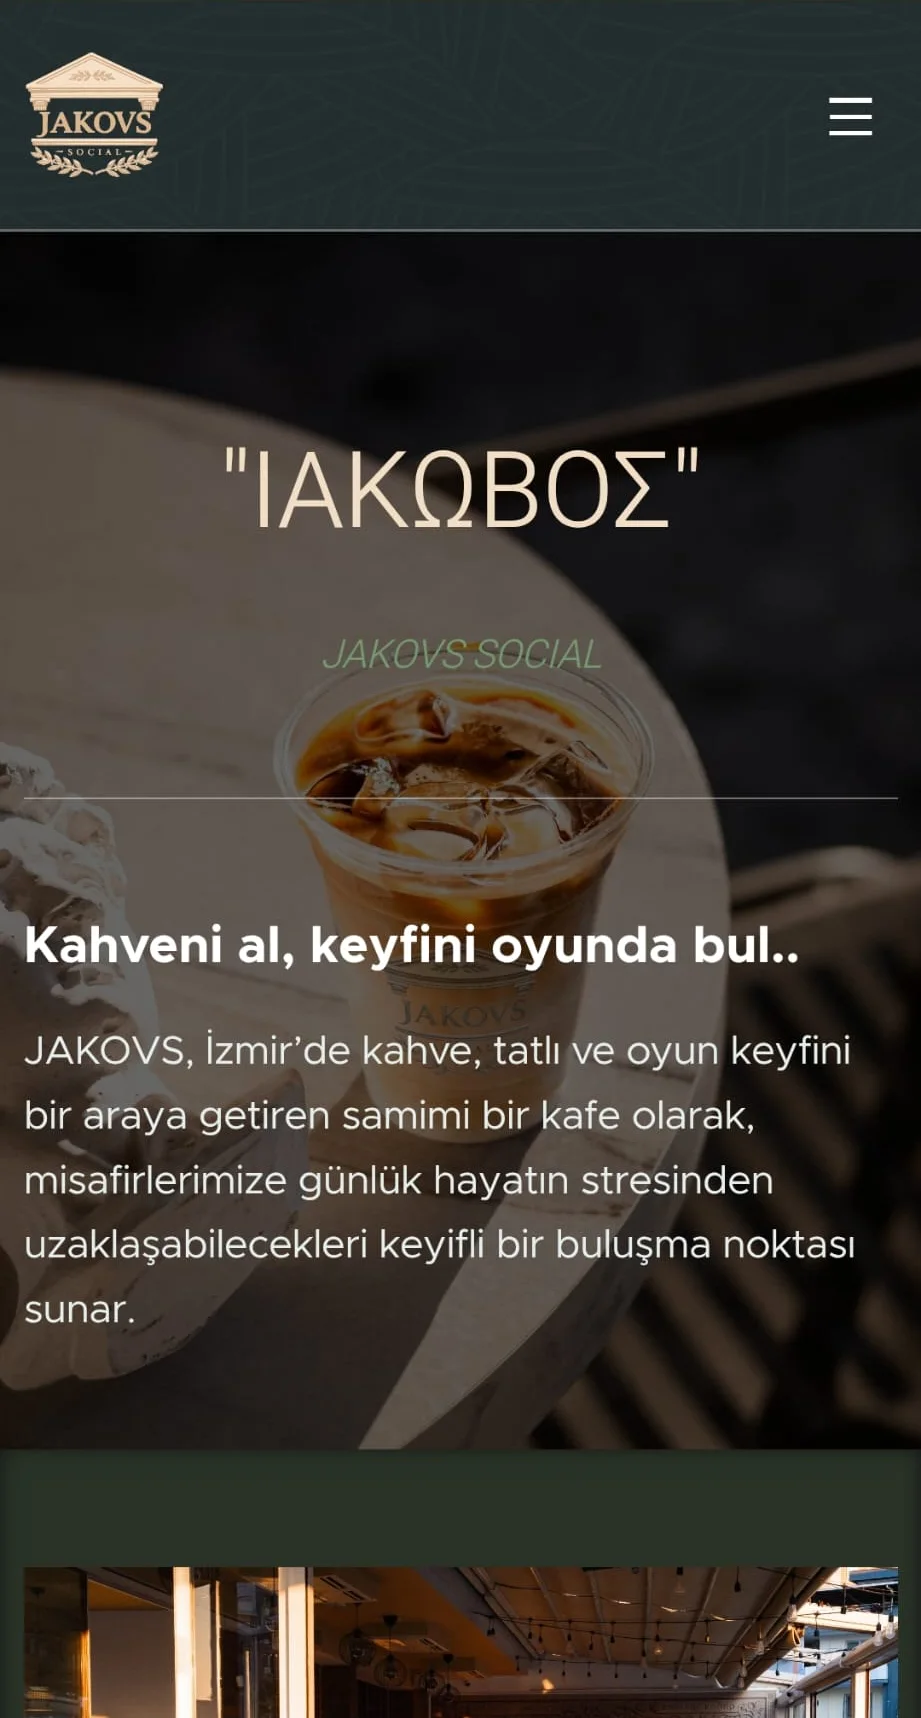 JAKOVS
SOCIAL
"ΙΑΚΩΒΟΣ"
JAKOVS SOCIAL
Kahveni al, keyfini oyunda bul..
JAKOVS
JAKOVS, İzmir’de kahve, tatlı ve oyun keyfini
bir araya getiren samimi bir kafe olarak,
misafirlerimize günlük hayatın stresinden
uzaklaşabilecekleri keyifli bir buluşma noktası
sunar.